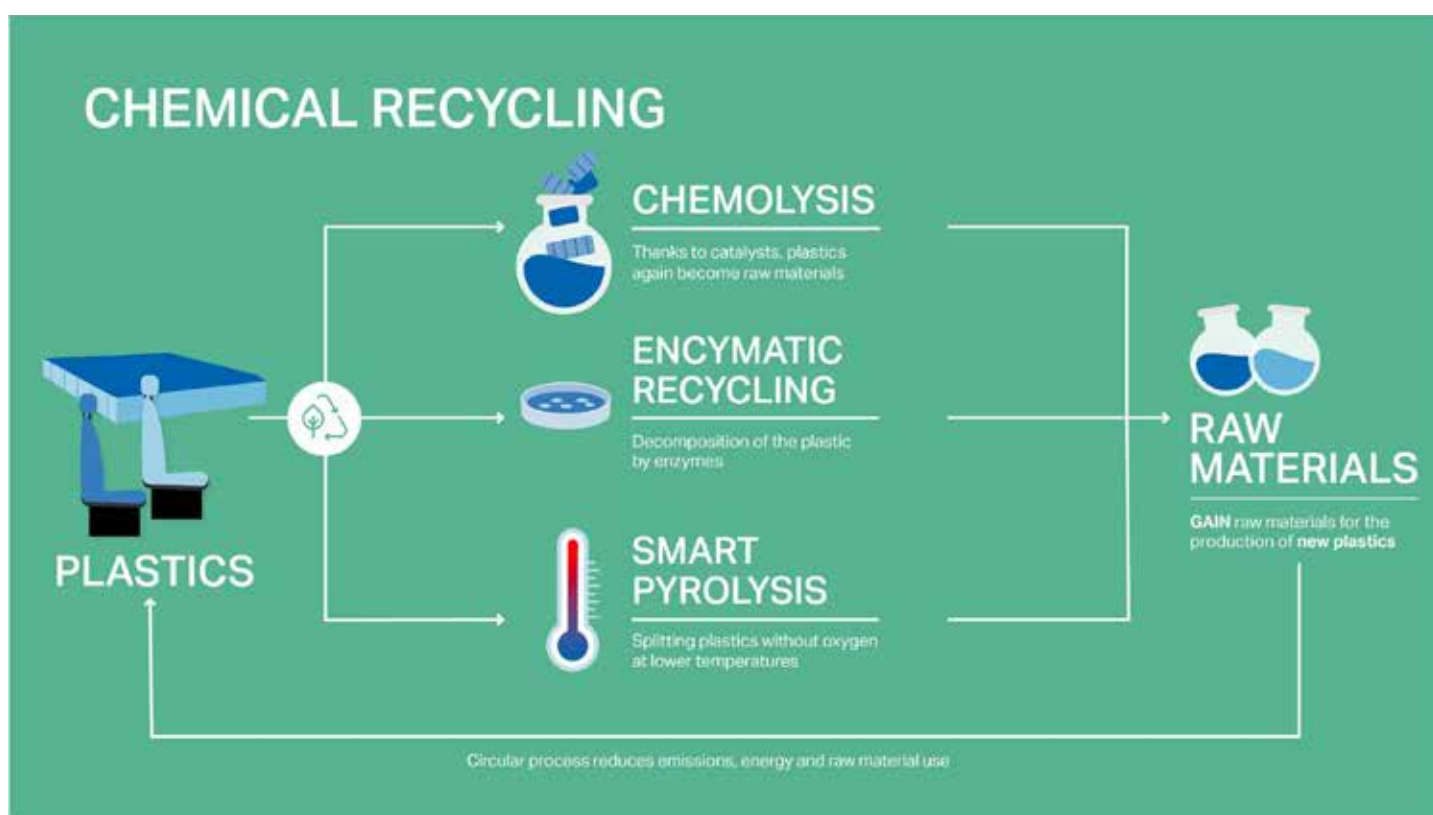 CHEMICAL RECYCLING
CHEMOLYSIS
Thanks to catalysts, plastics
again become raw materials
ENCYMATIC
RECYCLING
Decomposition of the plastic
by enzymes
SMART
PYROLYSIS
Splitting plastics without oxygen
at lower temperatures
PLASTICS
RAW
MATERIALS
GAIN raw materials for the
production of new plastics
Circular process reduces emissions, energy and raw material use